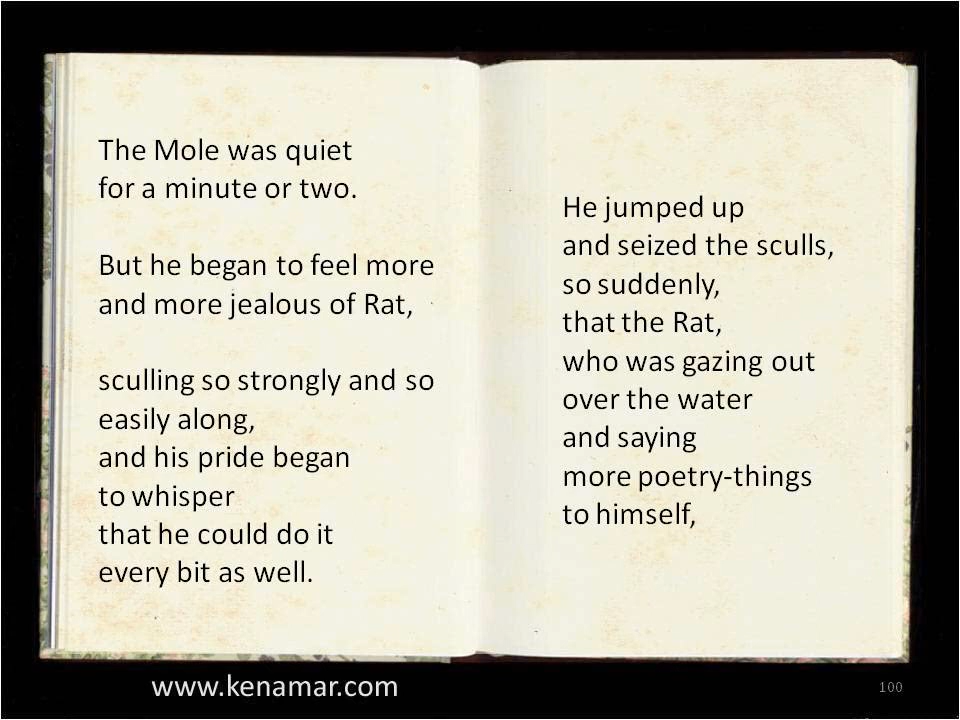 The Mole was quiet
for a minute or two.
But he began to feel more
and more jealous of Rat,
sculling so strongly and so
easily along,
and his pride began
to whisper
that he could do it
every bit as well.
He jumped up
and seized the sculls,
so suddenly,
that the Rat,
who was gazing out
over the water
and saying
more poetry-things
to himself,
www.kenamar.com
100